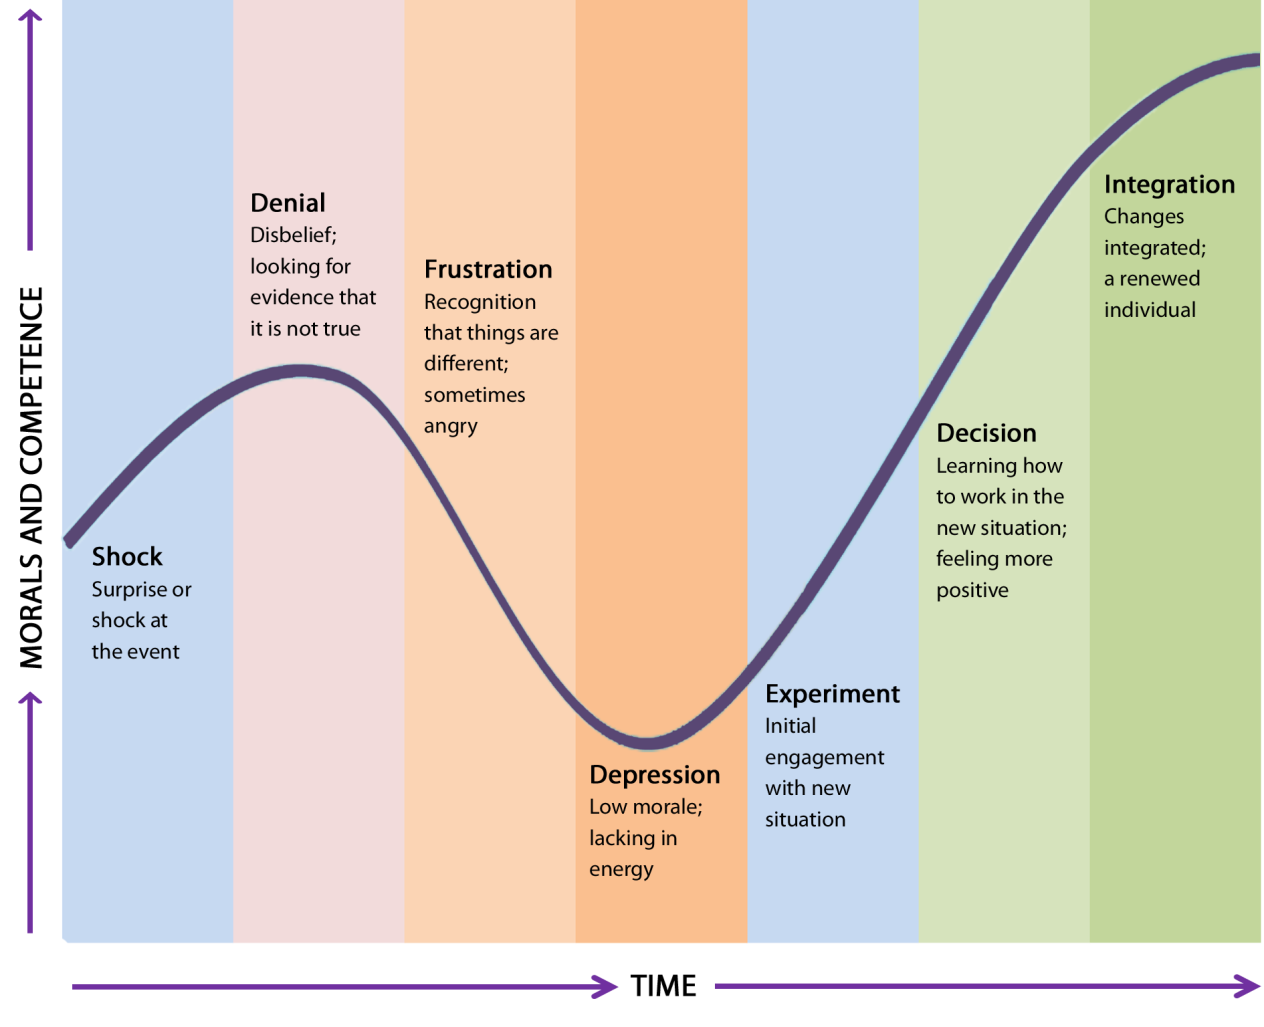 MORALS AND COMPETENCE
Shock
Surprise or
shock at
the event
Denial
Disbelief;
looking for
evidence that
it is not true
Frustration
Recognition
that things are
different;
sometimes
angry
Depression
Low morale;
lacking in
energy
Experiment
Initial
engagement
with new
situation
Decision
Learning how
to work in the
new situation;
feeling more
positive
Integration
Changes
integrated;
a renewed
individual
TIME